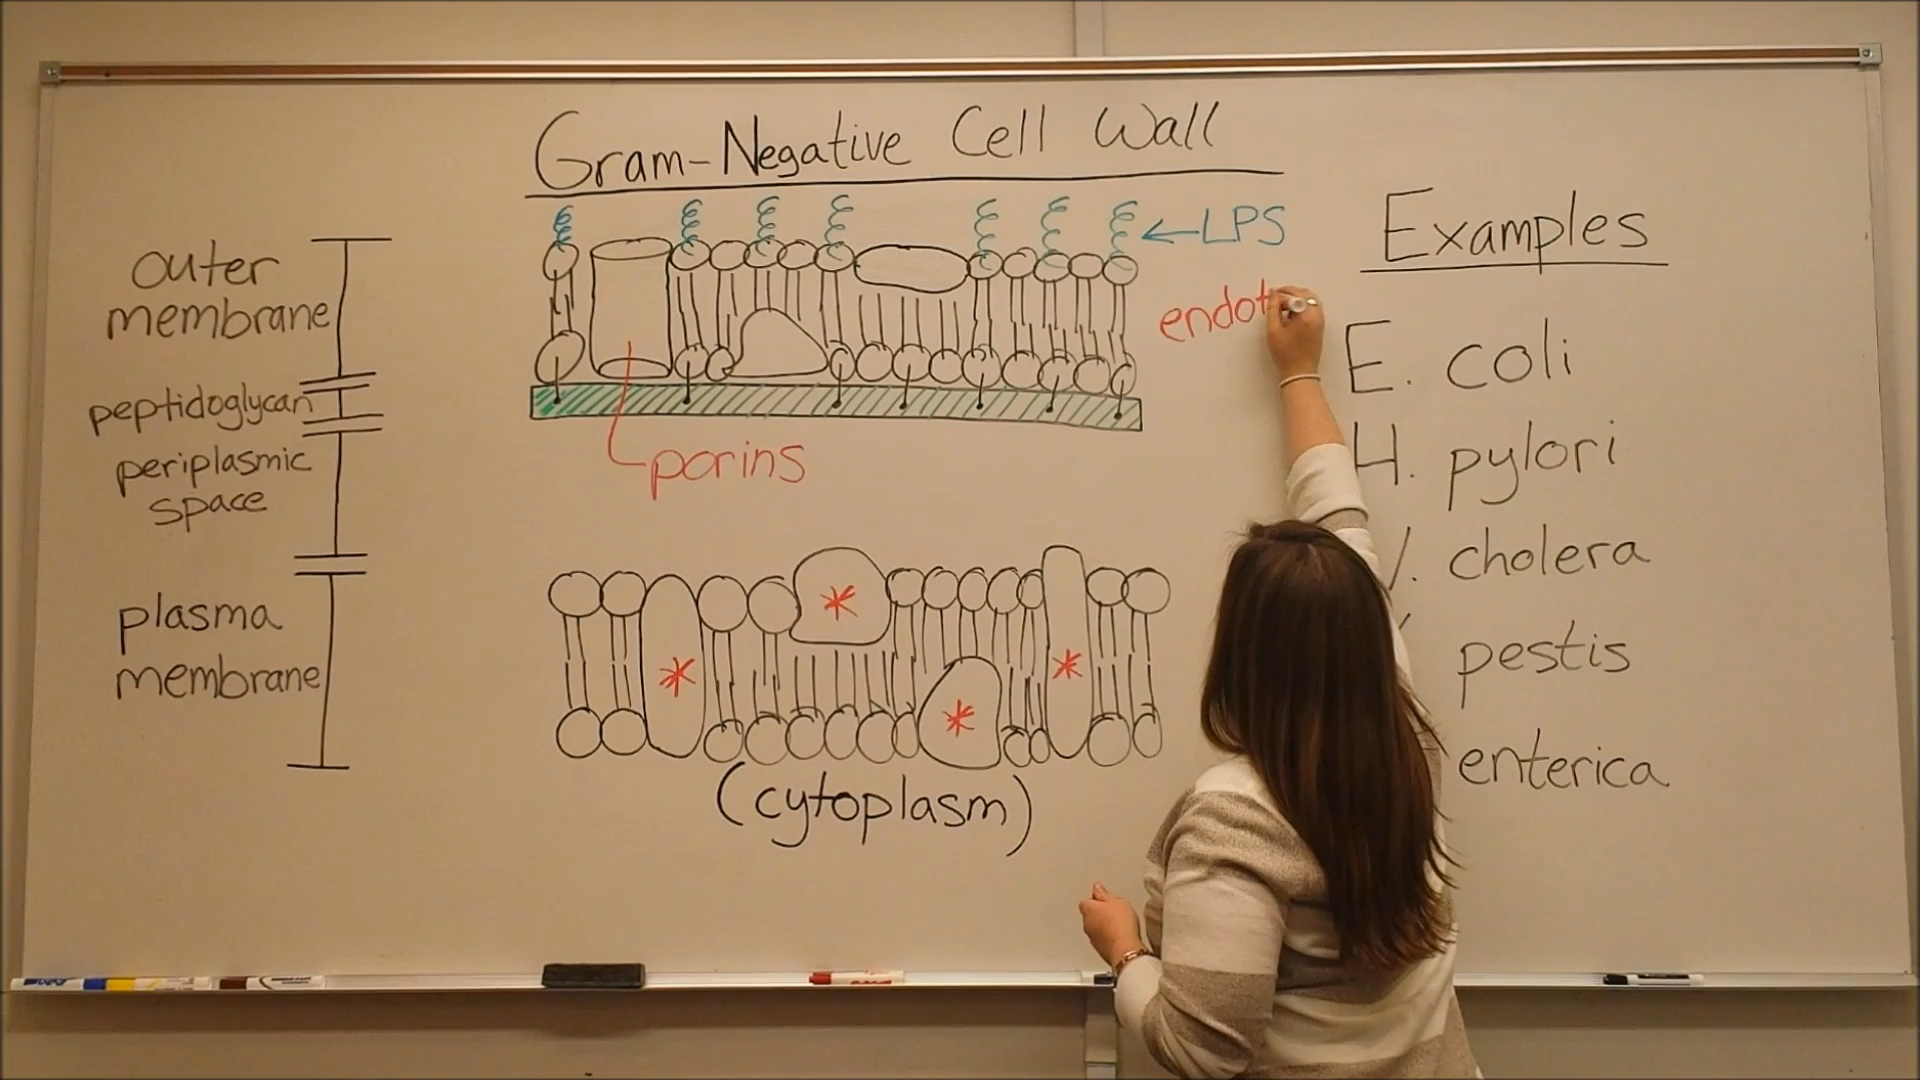 Gram-Negative Cell Wall
outer
membrane
peptidoglycan
periplasmic
space
plasma
membrane
LPS
endot
porins
(cytoplasm)
Examples
E. coli
H. pylori
V. cholera
pestis
enterica